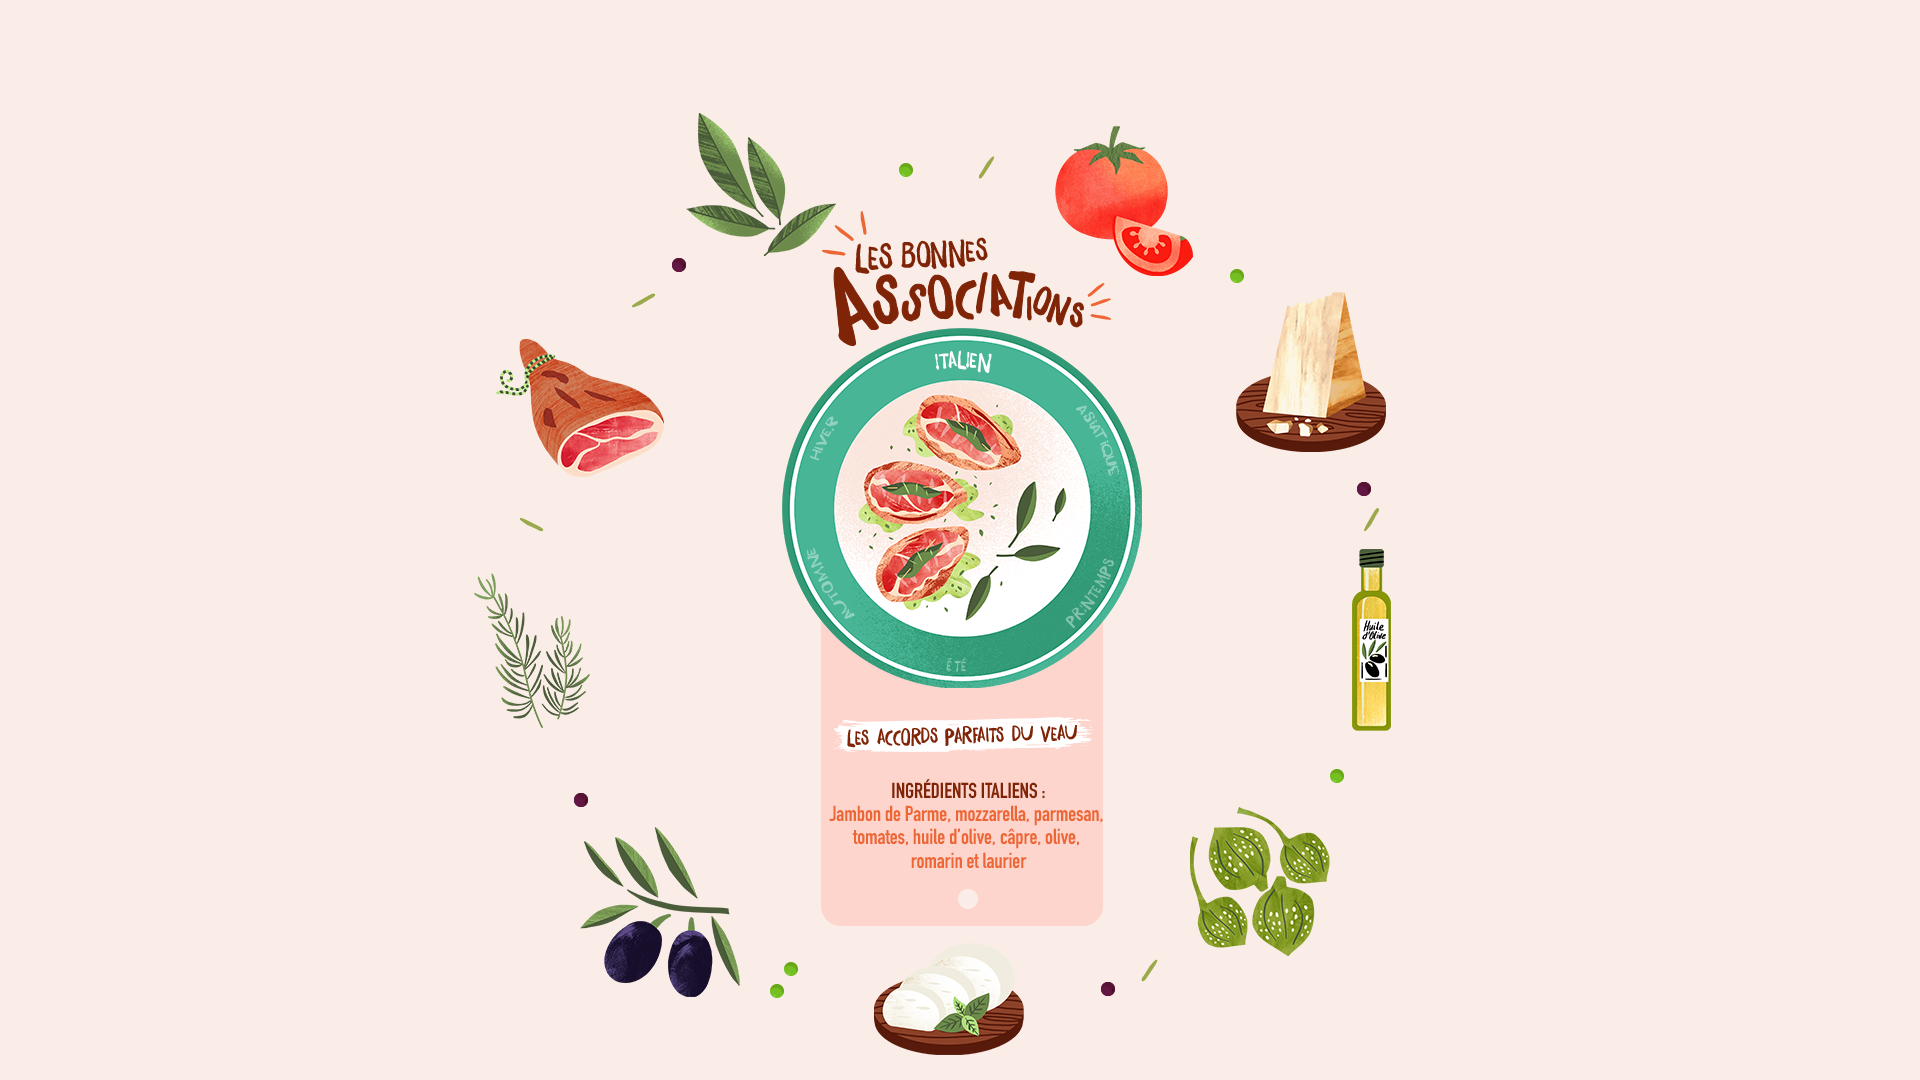 LES BONNES
ASSOCIATIONS
ITALIEN
HIVER
ASIATIQUE
AUTOMNE
PRINTEMPS
ÉTÉ
Huile
d'Olive
LES ACCORDS PARFAITS DU VEAU
INGRÉDIENTS ITALIENS :
Jambon de Parme, mozzarella, parmesan,
tomates, huile d'olive, câpre, olive,
romarin et laurier